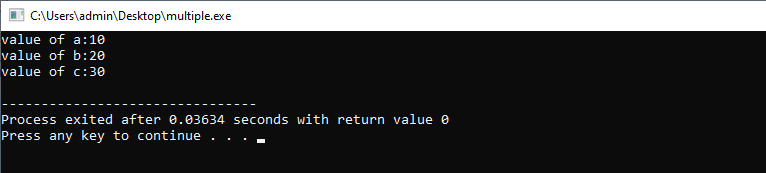 C:\Users\admin\Desktop\multiple.exe
value of a:10
value of b:20
value of c:30
--------------------------------
Process exited after 0.03634 seconds with return value 0
Press any key to continue . . .